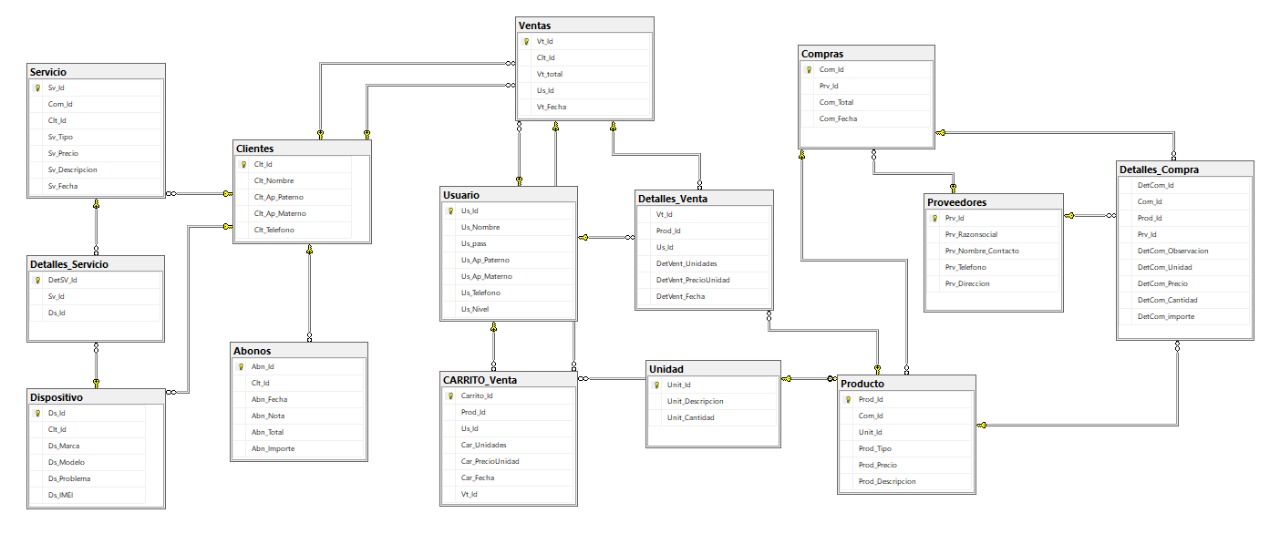 Ventas
Vt_Id
Clt_Id
Vt_total
Us_Id
Vt_Fecha
Compras
Com_Id
Prv_Id
Com_Total
Com_Fecha
Servicio
Sv_Id
Com_Id
Clt_Id
Sv_Tipo
Sv_Precio
Sv_Descripcion
Sv_Fecha
Clientes
Clt_Id
Clt_Nombre
Clt_Ap_Paterno
Clt_Ap_Materno
Clt_Telefono
Usuario
Us_Id
Us_Nombre
Us_pass
Us_Ap_Paterno
Us_Ap_Materno
Us_Telefono
Us_Nivel
Detalles_Venta
Vt_Id
Prod_Id
Us_Id
DetVent_Unidades
DetVent_PrecioUnidad
DetVent_Fecha
Proveedores
Prv_Id
Prv_Razonsocial
Prv_Nombre_Contacto
Prv_Telefono
Prv_Direccion
Detalles_Compra
DetCom_Id
Com_Id
Prod_Id
Prv_Id
DetCom_Observacion
DetCom_Unidad
DetCom_Precio
DetCom_Cantidad
DetCom_importe
Detalles_Servicio
DetSV_Id
Sv_Id
Ds_Id
Abonos
Abn_Id
Clt_Id
Abn_Fecha
Abn_Nota
Abn_Total
Abn_Importe
CARRITO_Venta
Carrito_Id
Prod_Id
Us_Id
Car_Unidades
Car_PrecioUnidad
Car_Fecha
Vt_Id
Unidad
Unit_Id
Unit_Descripcion
Unit_Cantidad
Producto
Prod_Id
Com_Id
Unit_Id
Prod_Tipo
Prod_Precio
Prod_Descripcion
Dispositivo
Ds_Id
Clt_Id
Ds_Marca
Ds_Modelo
Ds_Problema
Ds_IMEI